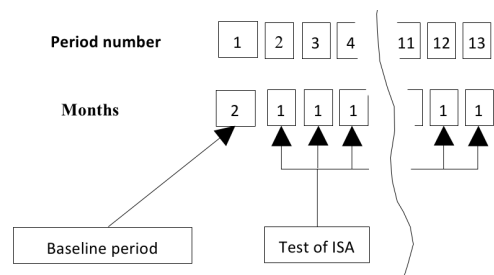 Period number 1 2 3 4 11 12 13
Months 2 1 1 1 1 1
Baseline period Test of ISA